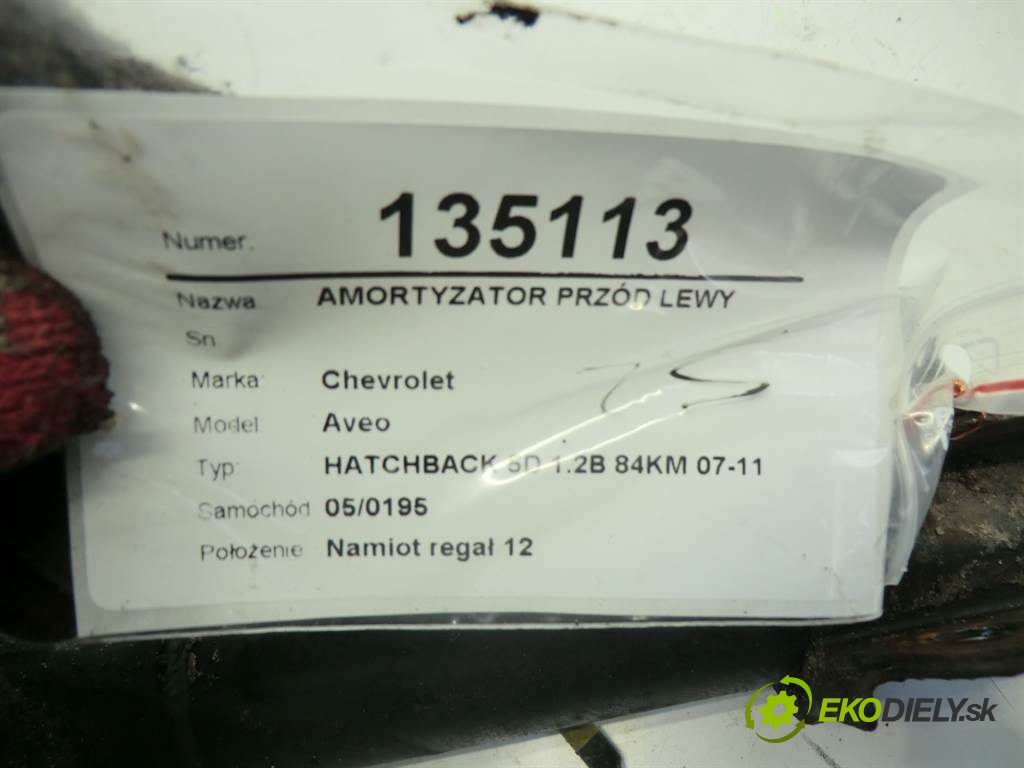 Numer. 135113
Nazwa AMORTYZATOR PRZÓD LEWY
Sn
Marka: Chevrolet
Model: Aveo
Typ: HATCHBACK 5D 1.2B 84KM 07-11
Samochód 05/0195
Położenie Namiot regał 12
EKODIELY.sk